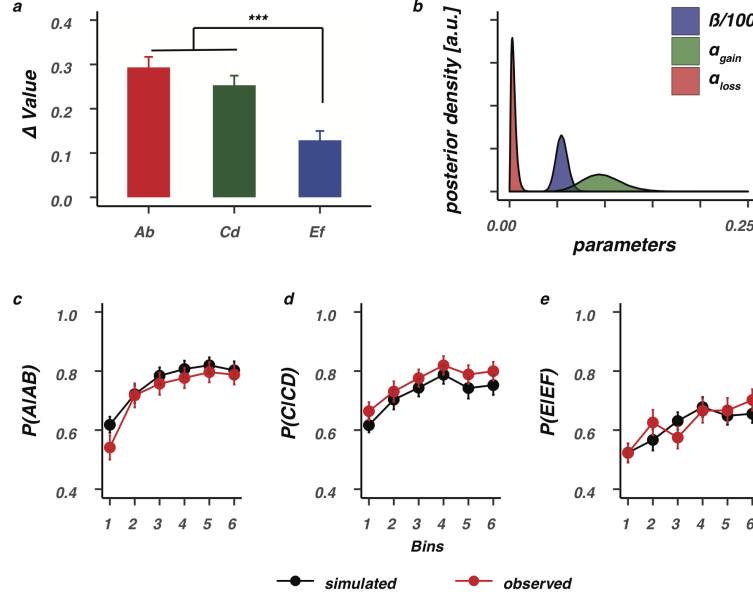 a
Δ Value
0.4
0.3
0.2
0.1
0.0
***
Ab Cd Ef
b
posterior density [a.u.]
ß/100
α gain
α loss
0.00 0.25
parameters
c
P(A|AB)
1.0
0.8
0.6
0.4
1 2 3 4 5 6
d
P(C|CD)
1.0
0.8
0.6
0.4
1 2 3 4 5 6
Bins
e
P(E|EF)
1.0
0.8
0.6
0.4
1 2 3 4 5 6
simulated observed